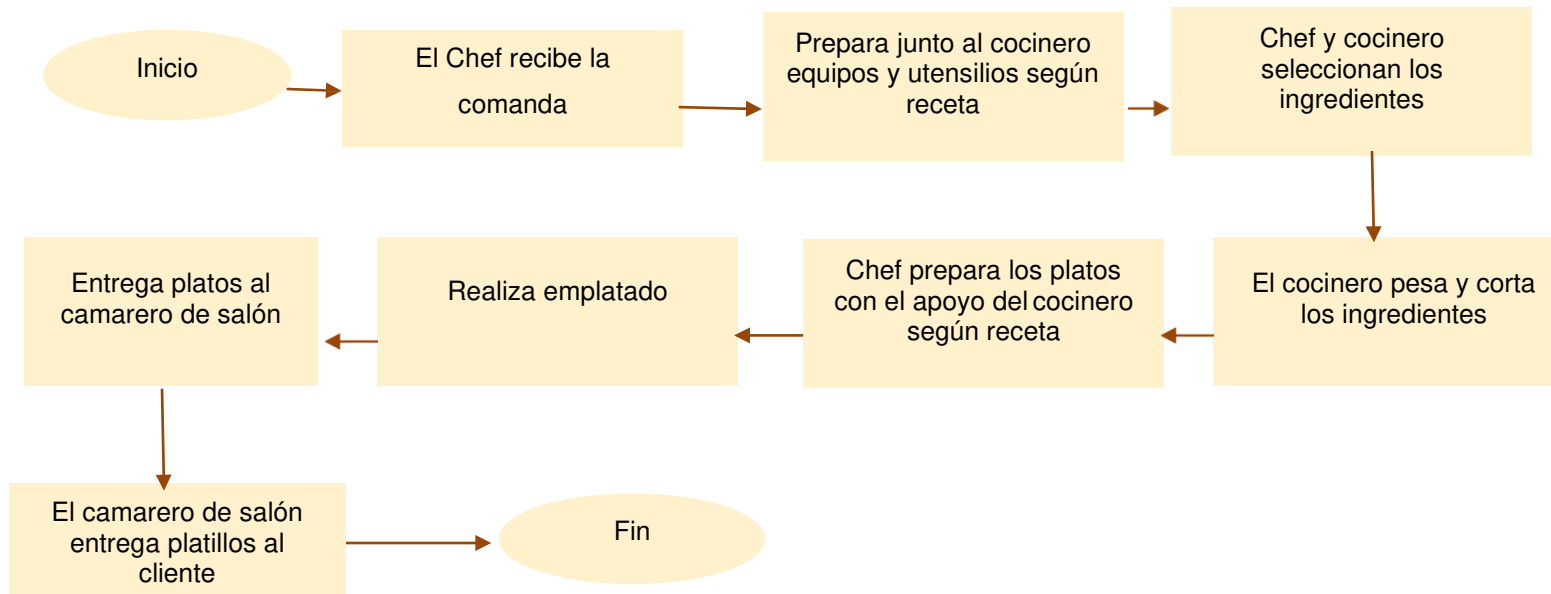 Inicio
El Chef recibe la
comanda
Prepara junto al cocinero
equipos y utensilios según
receta
Chef y cocinero
seleccionan los
ingredientes
El cocinero pesa y corta
los ingredientes
Chef prepara los platos
con el apoyo del cocinero
según receta
Realiza emplatado
Entrega platos al
camarero de salón
El camarero de salón
entrega platillos al
cliente
Fin